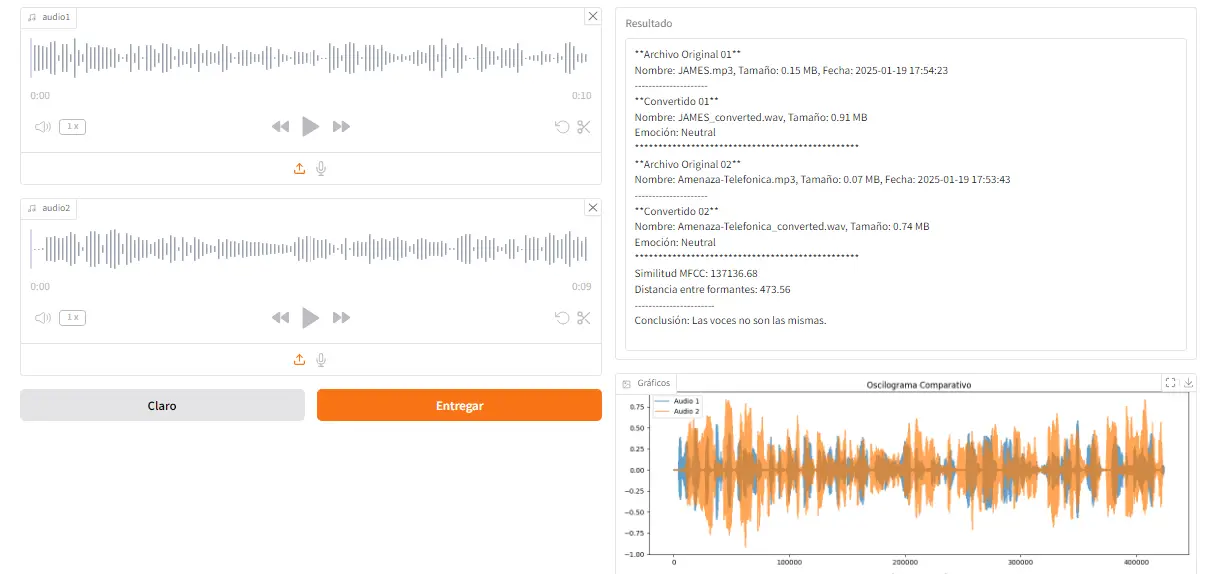 audio1
0:00
0:10
1x
audio2
0:00
0:09
1x
Claro
Entregar
Resultado
**Archivo Original 01**
Nombre: JAMES.mp3, Tamaño: 0.15 MB, Fecha: 2025-01-19 17:54:23
---------------------
**Convertido 01**
Nombre: JAMES_converted.wav, Tamaño: 0.91 MB
Emoción: Neutral
***********************************************
**Archivo Original 02**
Nombre: Amenaza-Telefonica.mp3, Tamaño: 0.07 MB, Fecha: 2025-01-19 17:53:43
---------------------
**Convertido 02**
Nombre: Amenaza-Telefonica_converted.wav, Tamaño: 0.74 MB
Emoción: Neutral
***********************************************
Similitud MFCC: 137136.68
Distancia entre formantes: 473.56
-----------------------
Conclusión: Las voces no son las mismas.
Gráficos
Oscilograma Comparativo
Audio 1
Audio 2
0.75
0.50
0.25
0.00
−0.25
−0.50
−0.75
−1.00
0
100000
200000
300000
400000